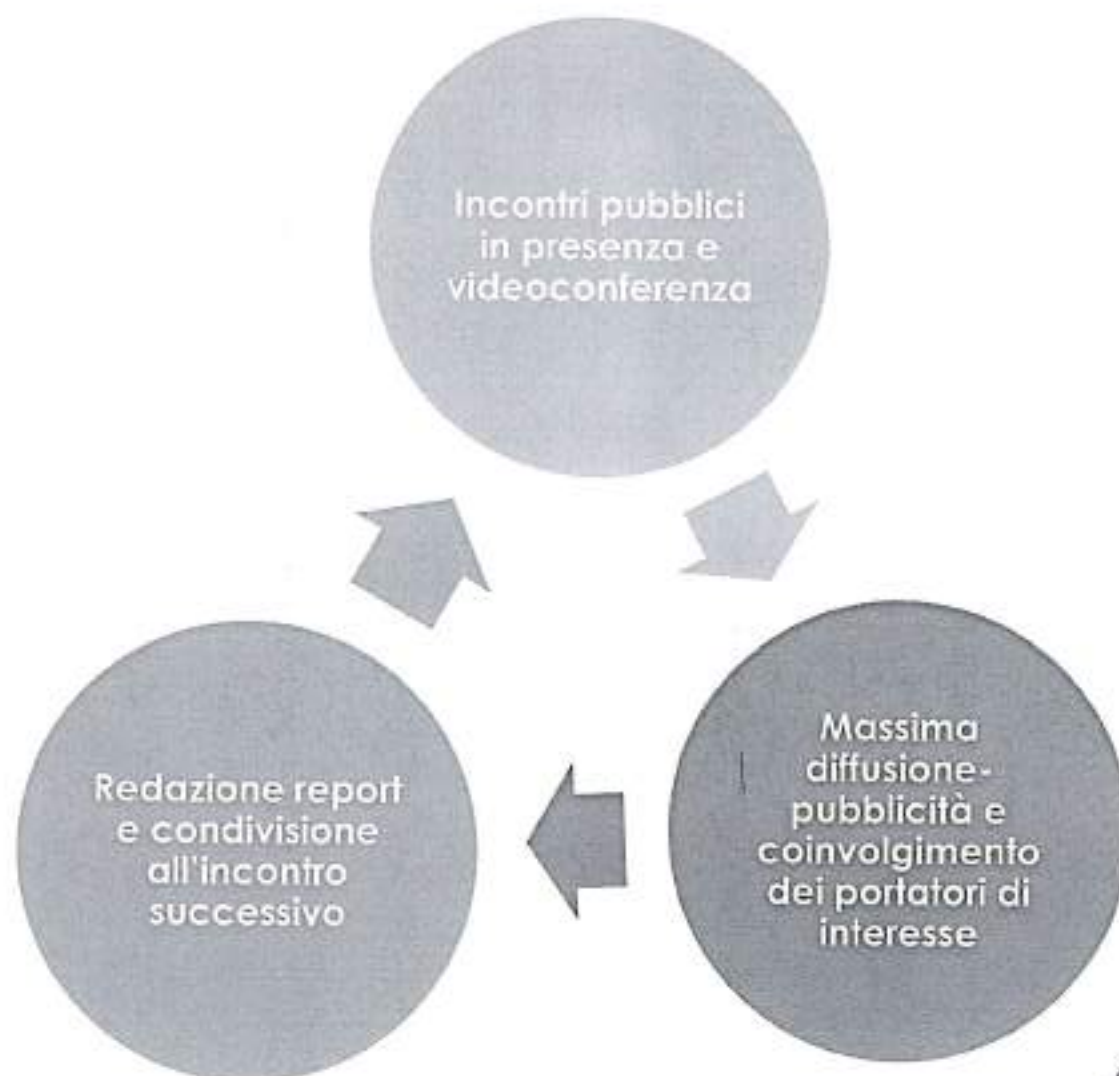 Incontri pubblici
in presenza e
videoconferenza
Massima
diffusione-
pubblicità e
coinvolgimento
dei portatori di
interesse
Redazione report
e condivisione
all'incontro
successivo